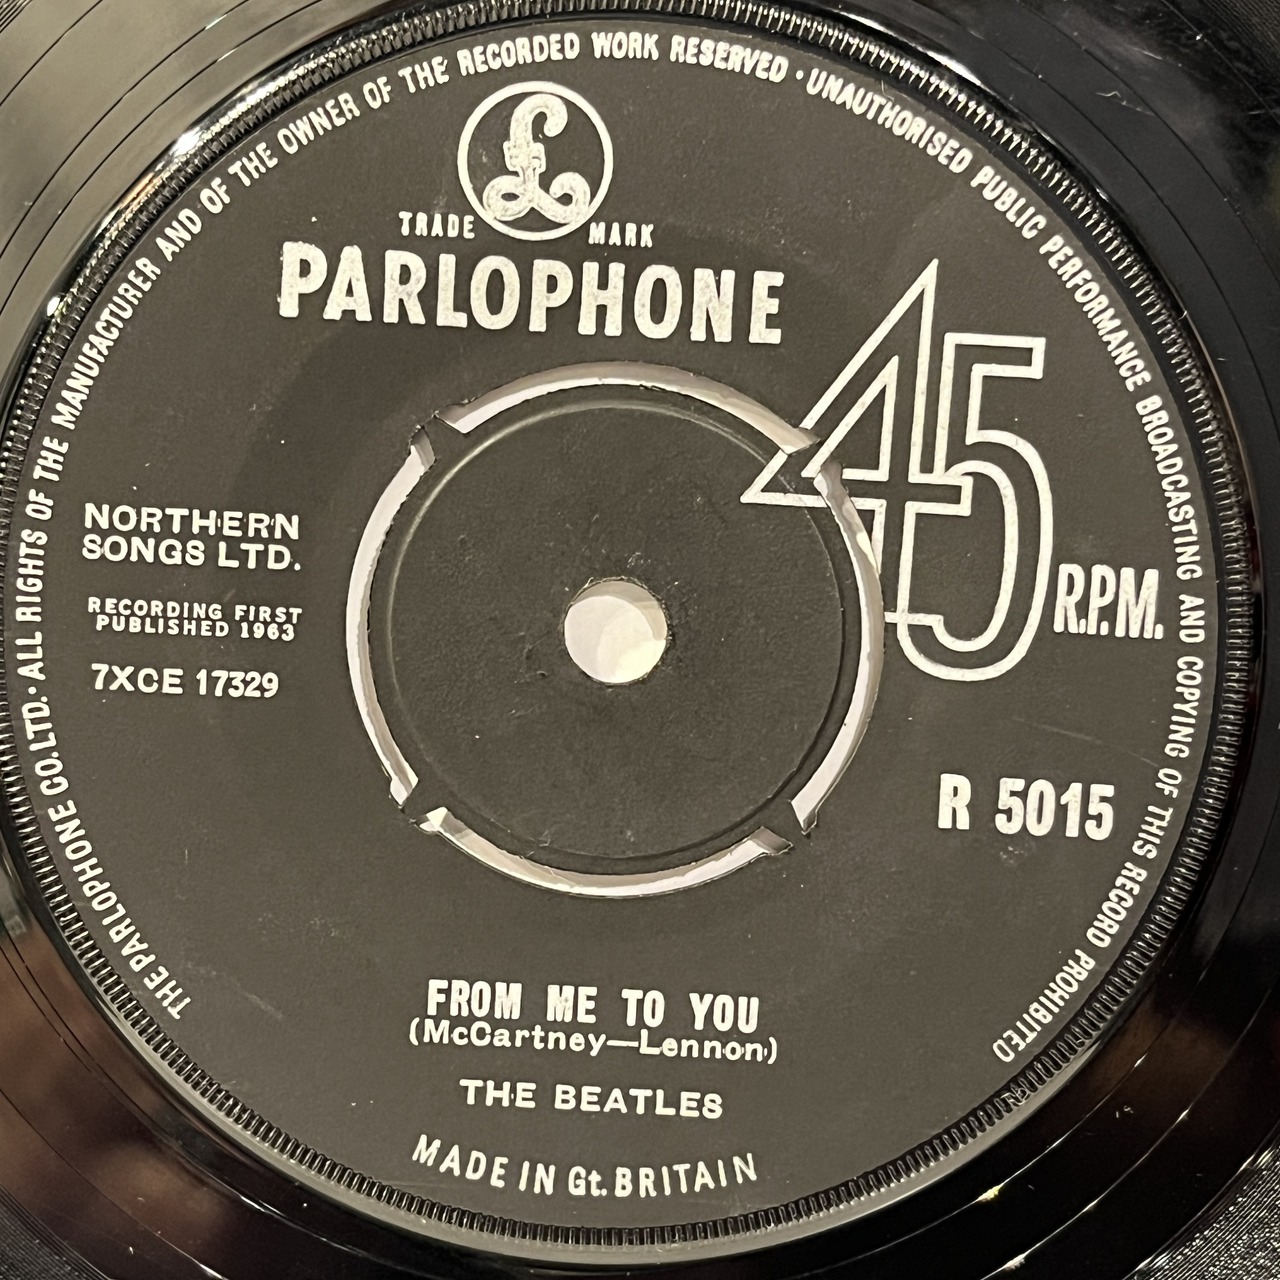 THE PARLOPHONE CO. LTD. · ALL RIGHTS OF THE MANUFACTURER AND OF THE OWNER OF THE RECORDED WORK RESERVED · UNAUTHORISED PUBLIC PERFORMANCE BROADCASTING AND COPYING OF THIS RECORD PROHIBITED
£
TRADE MARK
PARLOPHONE
45 R.P.M.
NORTHERN
SONGS LTD.
RECORDING FIRST
PUBLISHED 1963
7XCE 17329
R 5015
FROM ME TO YOU
(McCartney—Lennon)
THE BEATLES
MADE IN Gt. BRITAIN